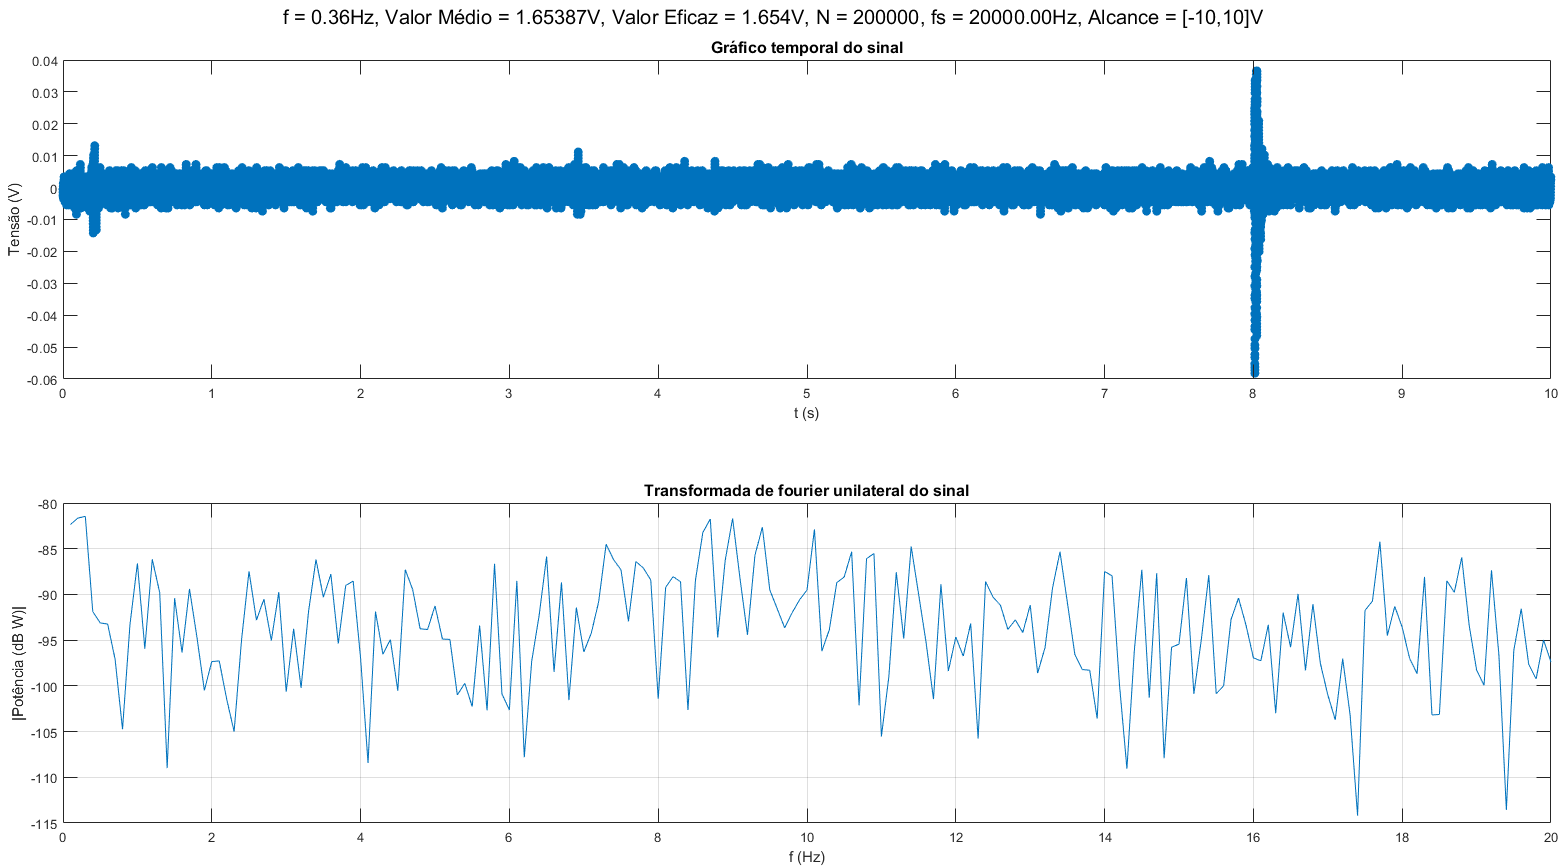 f = 0.36Hz, Valor Médio = 1.65387V, Valor Eficaz = 1.654V, N = 200000, fs = 20000.00Hz, Alcance = [-10,10]V
Gráfico temporal do sinal
0.04
0.03
0.02
0.01
0
-0.01
-0.02
-0.03
-0.04
-0.05
-0.06
Tensão (V)
0 1 2 3 4 5 6 7 8 9 10
t (s)
Transformada de fourier unilateral do sinal
-80
-85
-90
-95
-100
-105
-110
-115
|Potência (dB W)|
0 2 4 6 8 10 12 14 16 18 20
f (Hz)